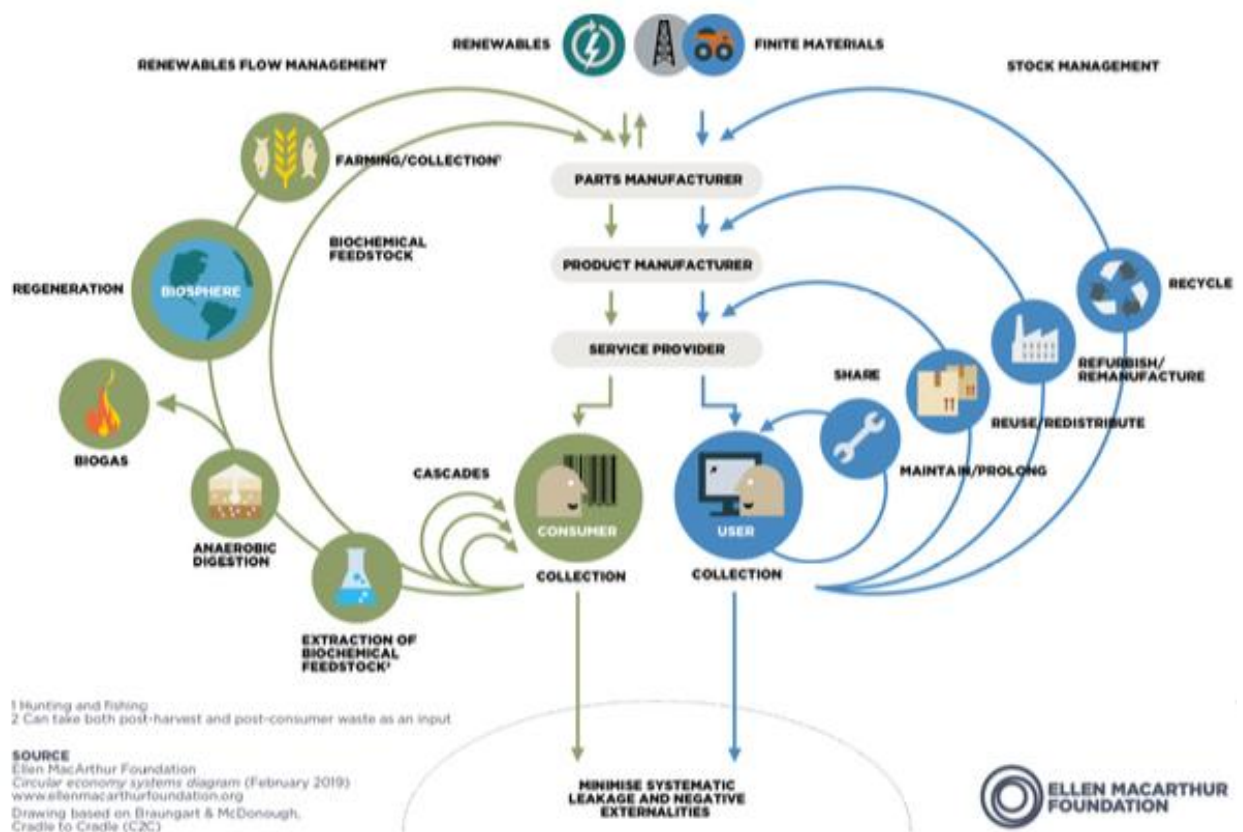 RENEWABLES
FINITE MATERIALS
RENEWABLES FLOW MANAGEMENT
STOCK MANAGEMENT
FARMING/COLLECTION¹
PARTS MANUFACTURER
BIOCHEMICAL
FEEDSTOCK
PRODUCT MANUFACTURER
REGENERATION
BIOSPHERE
RECYCLE
SERVICE PROVIDER
SHARE
REFURBISH/
REMANUFACTURE
REUSE/REDISTRIBUTE
BIOGAS
CASCADES
MAINTAIN/PROLONG
CONSUMER
USER
ANAEROBIC
DIGESTION
COLLECTION
COLLECTION
EXTRACTION OF
BIOCHEMICAL
FEEDSTOCK²
1 Hunting and fishing
2 Can take both post-harvest and post-consumer waste as an input
SOURCE
Ellen MacArthur Foundation
Circular economy systems diagram (February 2019)
www.ellenmacarthurfoundation.org
Drawing based on Braungart & McDonough,
Cradle to Cradle (C2C)
MINIMISE SYSTEMATIC
LEAKAGE AND NEGATIVE
EXTERNALITIES
ELLEN MACARTHUR
FOUNDATION